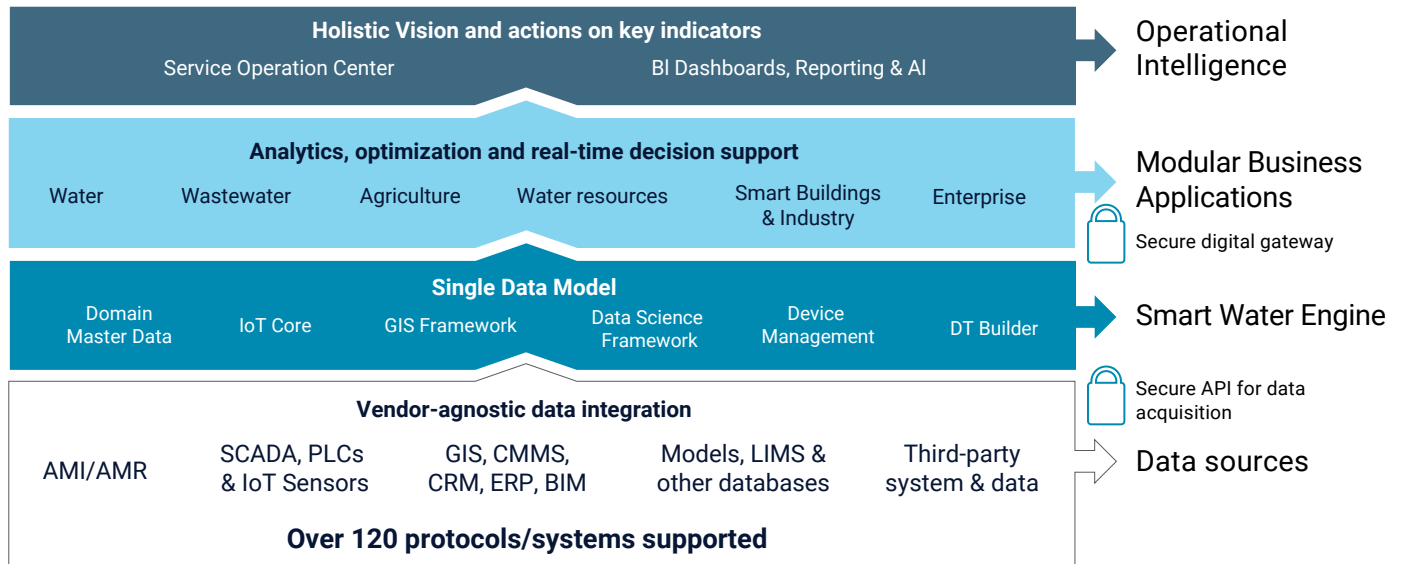 Holistic Vision and actions on key indicators
Service Operation Center
BI Dashboards, Reporting & AI
Operational
Intelligence
Analytics, optimization and real-time decision support
Water
Wastewater
Agriculture
Water resources
Smart Buildings
& Industry
Enterprise
Modular Business
Applications
Secure digital gateway
Single Data Model
Domain
Master Data
IoT Core
GIS Framework
Data Science
Framework
Device
Management
DT Builder
Smart Water Engine
Secure API for data
acquisition
Vendor-agnostic data integration
AMI/AMR
SCADA, PLCs
& IoT Sensors
GIS, CMMS,
CRM, ERP, BIM
Models, LIMS &
other databases
Third-party
system & data
Data sources
Over 120 protocols/systems supported